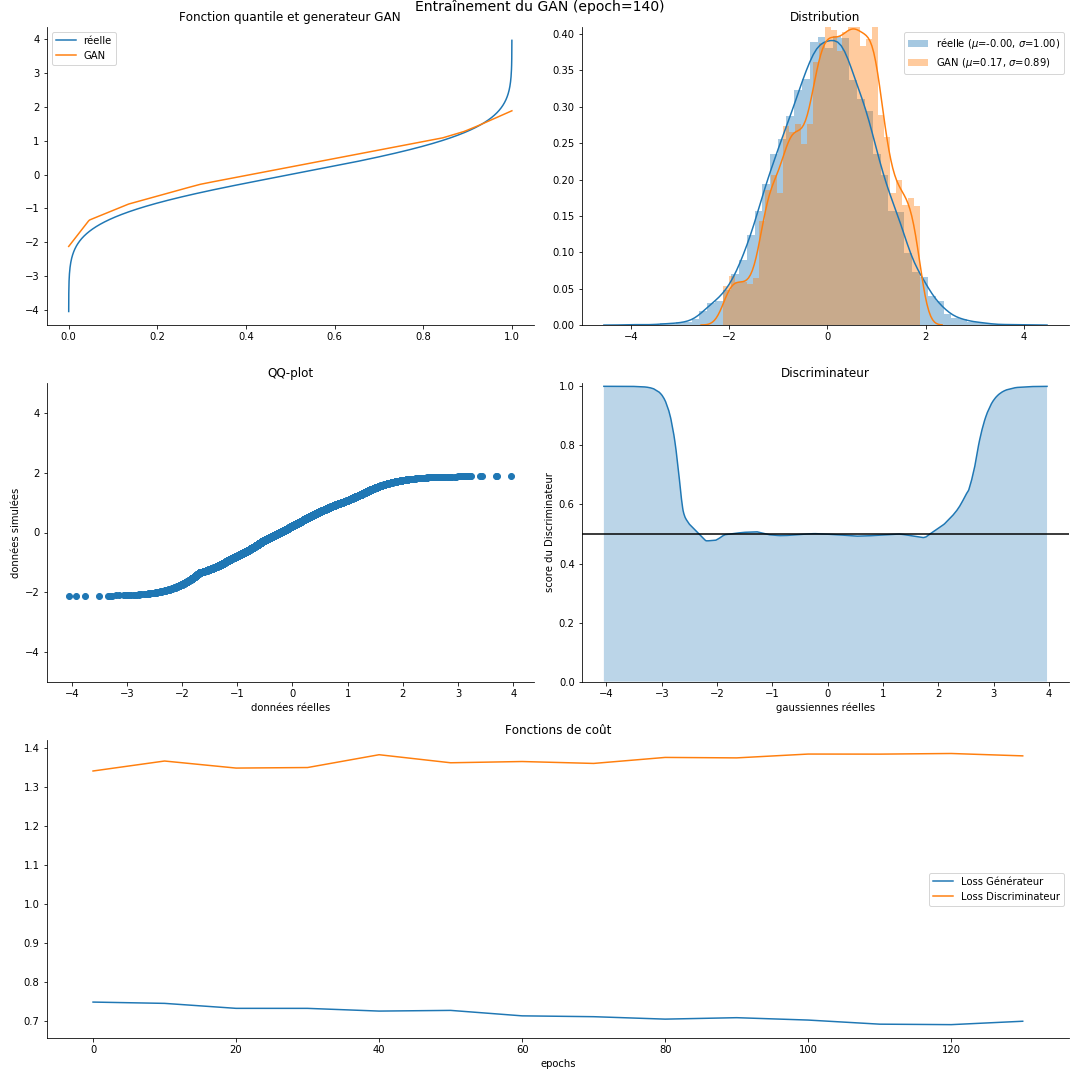 Entraînement du GAN (epoch=140)
Fonction quantile et generateur GAN
réelle
GAN
4
3
2
1
0
−1
−2
−3
−4
0.0 0.2 0.4 0.6 0.8 1.0
Distribution
réelle (μ=-0.00, σ=1.00)
GAN (μ=0.17, σ=0.89)
0.40
0.35
0.30
0.25
0.20
0.15
0.10
0.05
0.00
−4 −2 0 2 4
QQ-plot
données simulées
4
2
0
−2
−4
−4 −3 −2 −1 0 1 2 3 4
données réelles
Discriminateur
score du Discriminateur
1.0
0.8
0.6
0.4
0.2
0.0
−4 −3 −2 −1 0 1 2 3 4
gaussiennes réelles
Fonctions de coût
1.4
1.3
1.2
1.1
1.0
0.9
0.8
0.7
Loss Générateur
Loss Discriminateur
0 20 40 60 80 100 120
epochs